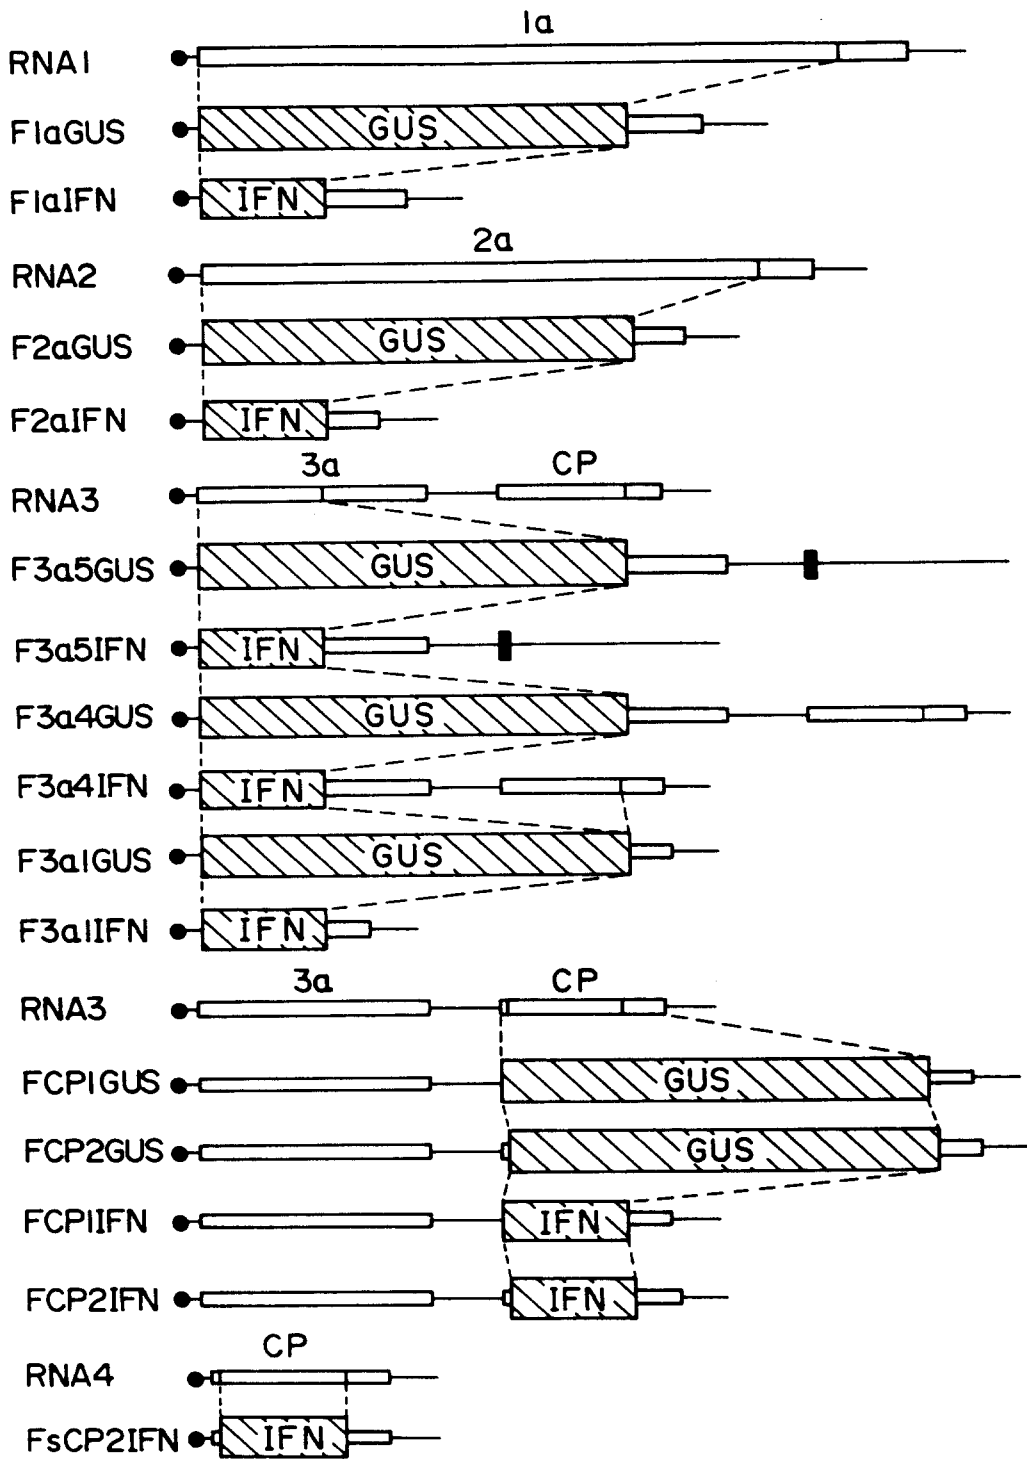 1a
RNA1
F1aGUS GUS
F1aIFN IFN
2a
RNA2
F2aGUS GUS
F2aIFN IFN
3a CP
RNA3
F3a5GUS GUS
F3a5IFN IFN
F3a4GUS GUS
F3a4IFN IFN
F3a1GUS GUS
F3a1IFN IFN
3a CP
RNA3
FCP1GUS GUS
FCP2GUS GUS
FCP1IFN IFN
FCP2IFN IFN
CP
RNA4
FsCP2IFN IFN